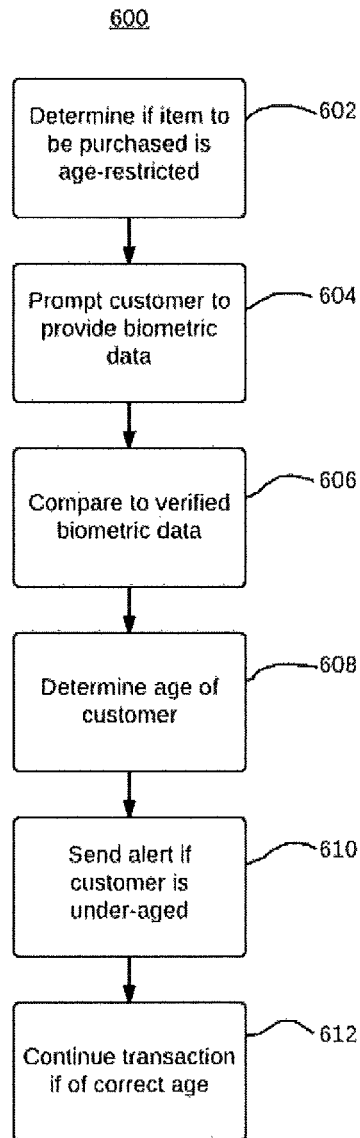 600
Determine if item to
be purchased is
age-restricted
602
Prompt customer to
provide biometric
data
604
Compare to verified
biometric data
606
Determine age of
customer
608
Send alert if
customer is
under-aged
610
Continue transaction
if of correct age
612